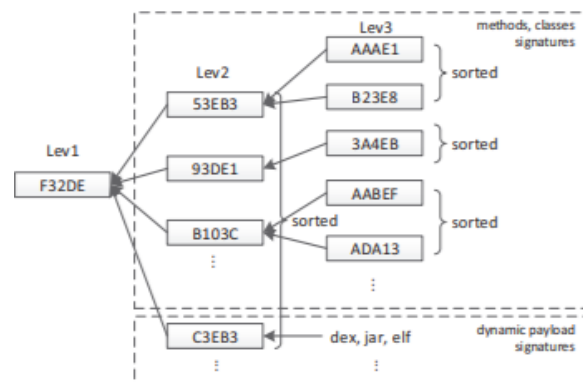 Lev3
methods, classes
signatures
AAAE1
sorted
Lev2
53EB3
B23E8
Lev1
3A4EB
sorted
93DE1
F32DE
AABEF
sorted
B103C
sorted
ADA13
⋮
⋮
C3EB3
dex, jar, elf
dynamic payload
signatures
⋮
⋮